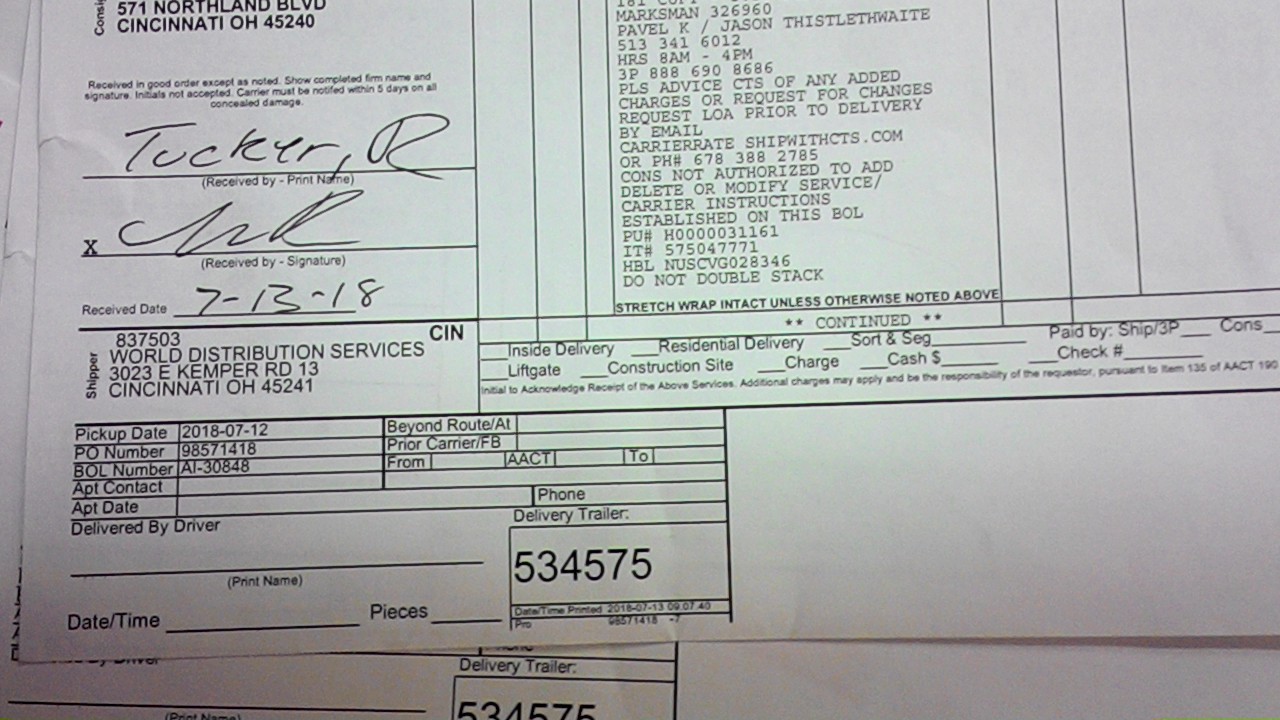 Consi
571 NORTHLAND BLVD
CINCINNATI OH 45240
Received in good order except as noted. Show completed firm name and
signature. Initials not accepted. Carrier must be notifed within 5 days on all
concealed damage.
Tucker, R
(Received by - Print Name)
X
(Received by - Signature)
Received Date 7-13-18
MARKSMAN 326960
PAVEL K / JASON THISTLETHWAITE
513 341 6012
HRS 8AM - 4PM
3P 888 690 8686
PLS ADVICE CTS OF ANY ADDED
CHARGES OR REQUEST FOR CHANGES
REQUEST LOA PRIOR TO DELIVERY
BY EMAIL
CARRIERRATE SHIPWITHCTS.COM
OR PH# 678 388 2785
CONS NOT AUTHORIZED TO ADD
DELETE OR MODIFY SERVICE/
CARRIER INSTRUCTIONS
ESTABLISHED ON THIS BOL
PU# H0000031161
IT# 575047771
HBL NUSCVG028346
DO NOT DOUBLE STACK
STRETCH WRAP INTACT UNLESS OTHERWISE NOTED ABOVE
** CONTINUED **
Shipper
837503 CIN
WORLD DISTRIBUTION SERVICES
3023 E KEMPER RD 13
CINCINNATI OH 45241
Inside Delivery Residential Delivery Sort & Seg Paid by: Ship/3P Cons
Liftgate Construction Site Charge Cash $ Check #
Initial to Acknowledge Receipt of the Above Services. Additional charges may apply and be the responsibility of the requestor, pursuant to Item 135 of AACT 190
Pickup Date 2018-07-12 Beyond Route/At
PO Number 98571418 Prior Carrier/FB
BOL Number AI-30848 From AACT To
Apt Contact
Apt Date Phone
Delivered By Driver Delivery Trailer:
534575
(Print Name)
Date/Time Printed 2018-07-13 09.07.40
Date/Time Pieces
Pro 98571418 -7
By Driver
Phone
Delivery Trailer:
534575
(Print Name)